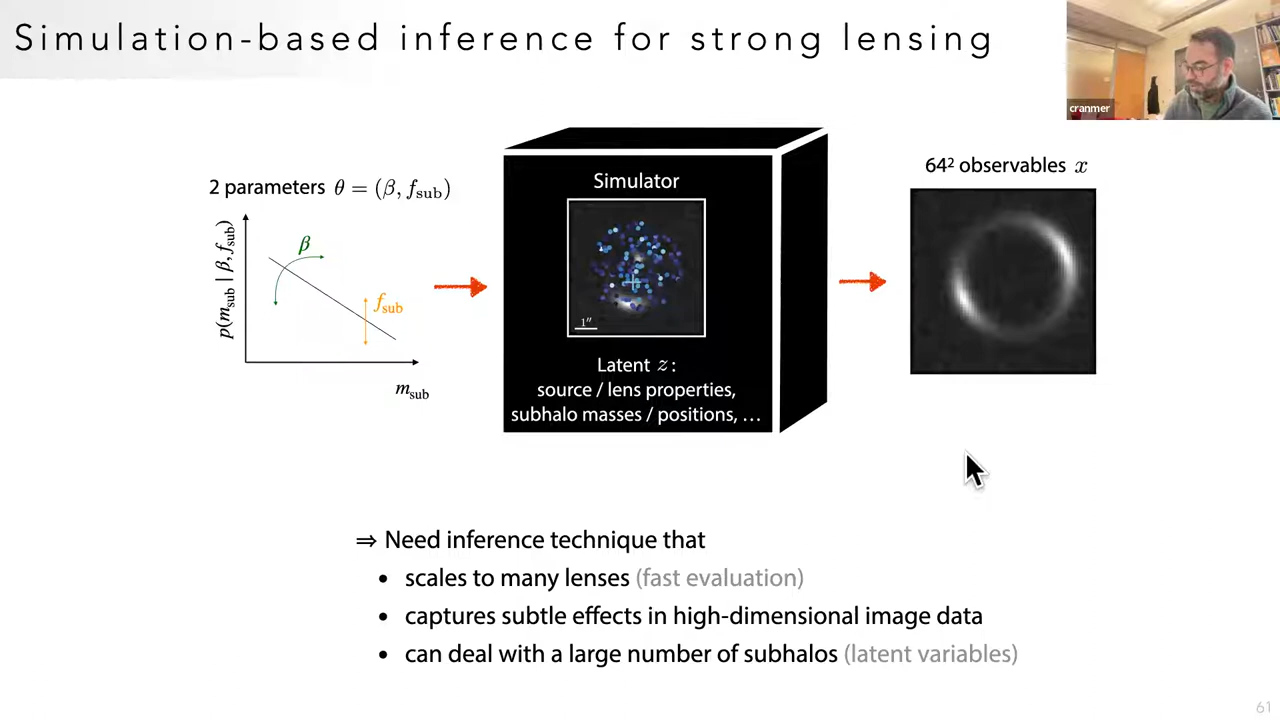 Simulation-based inference for strong lensing
cranmer
2 parameters θ = (β, f_sub)
p(m_sub | β, f_sub)
β
f_sub
m_sub
Simulator
1″
Latent z:
source / lens properties,
subhalo masses / positions, …
64² observables x
⇒ Need inference technique that
• scales to many lenses (fast evaluation)
• captures subtle effects in high-dimensional image data
• can deal with a large number of subhalos (latent variables)
61